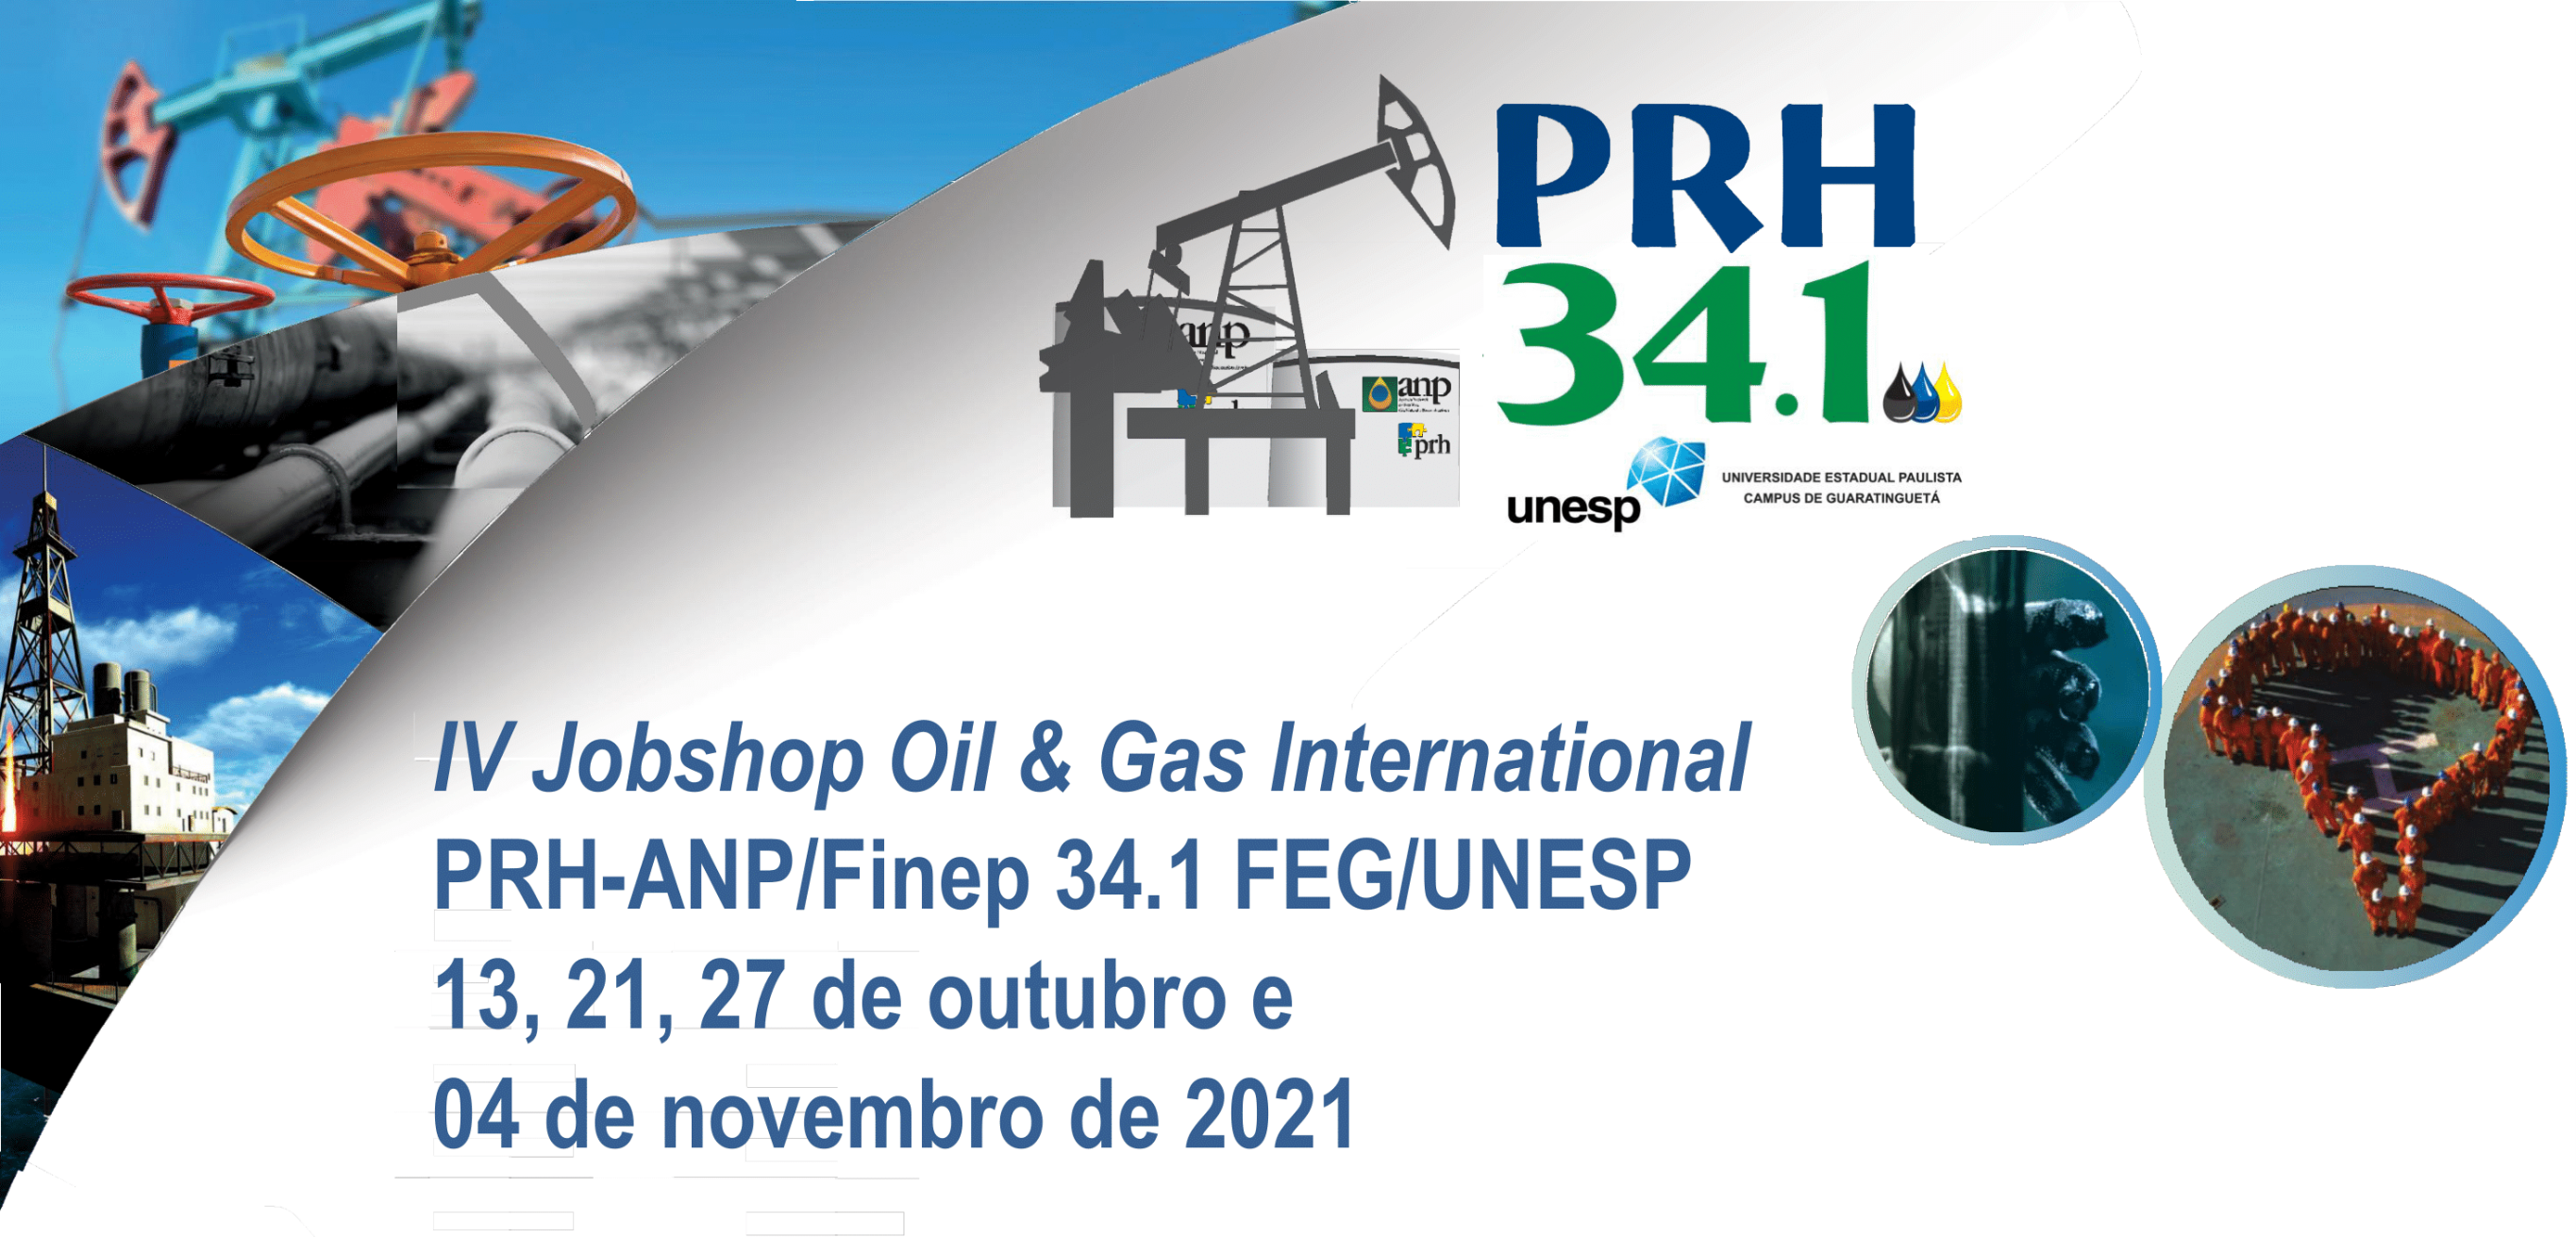 PRH
34.1
anp
anp
prh
unesp
UNIVERSIDADE ESTADUAL PAULISTA
CAMPUS DE GUARATINGUETÁ
IV Jobshop Oil & Gas International
PRH-ANP/Finep 34.1 FEG/UNESP
13, 21, 27 de outubro e
04 de novembro de 2021